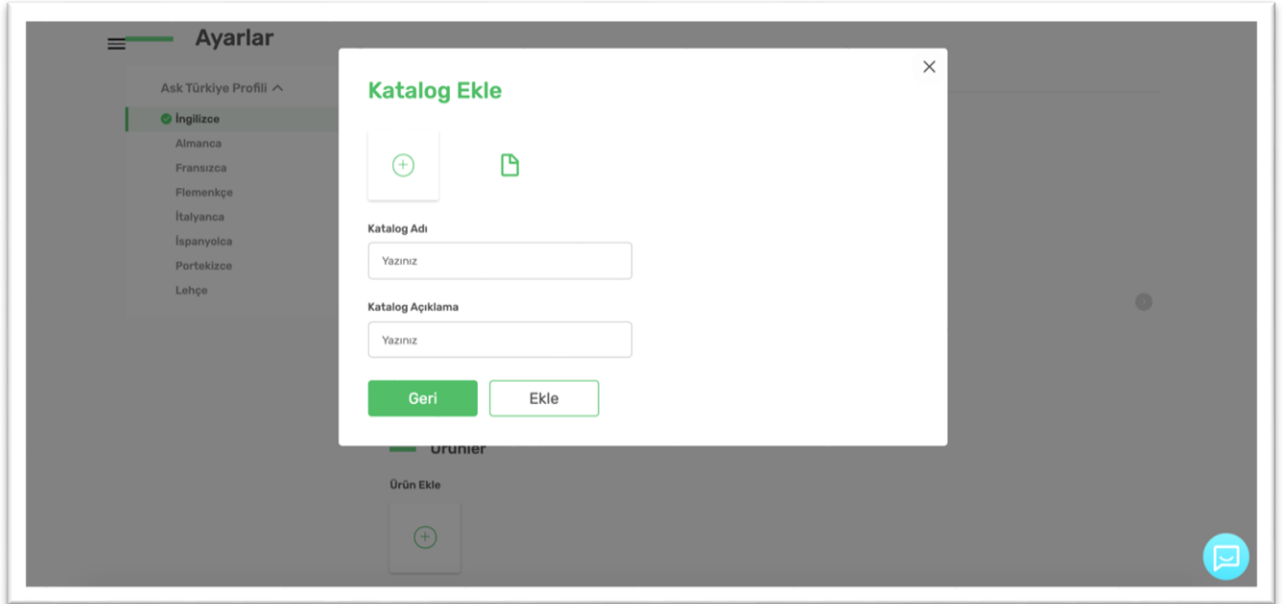 Ayarlar
Ask Türkiye Profili
İngilizce
Almanca
Fransızca
Flemenkçe
İtalyanca
İspanyolca
Portekizce
Lehçe
Katalog Ekle
Katalog Adı
Yazınız
Katalog Açıklama
Yazınız
Geri
Ekle
Ürünler
Ürün Ekle